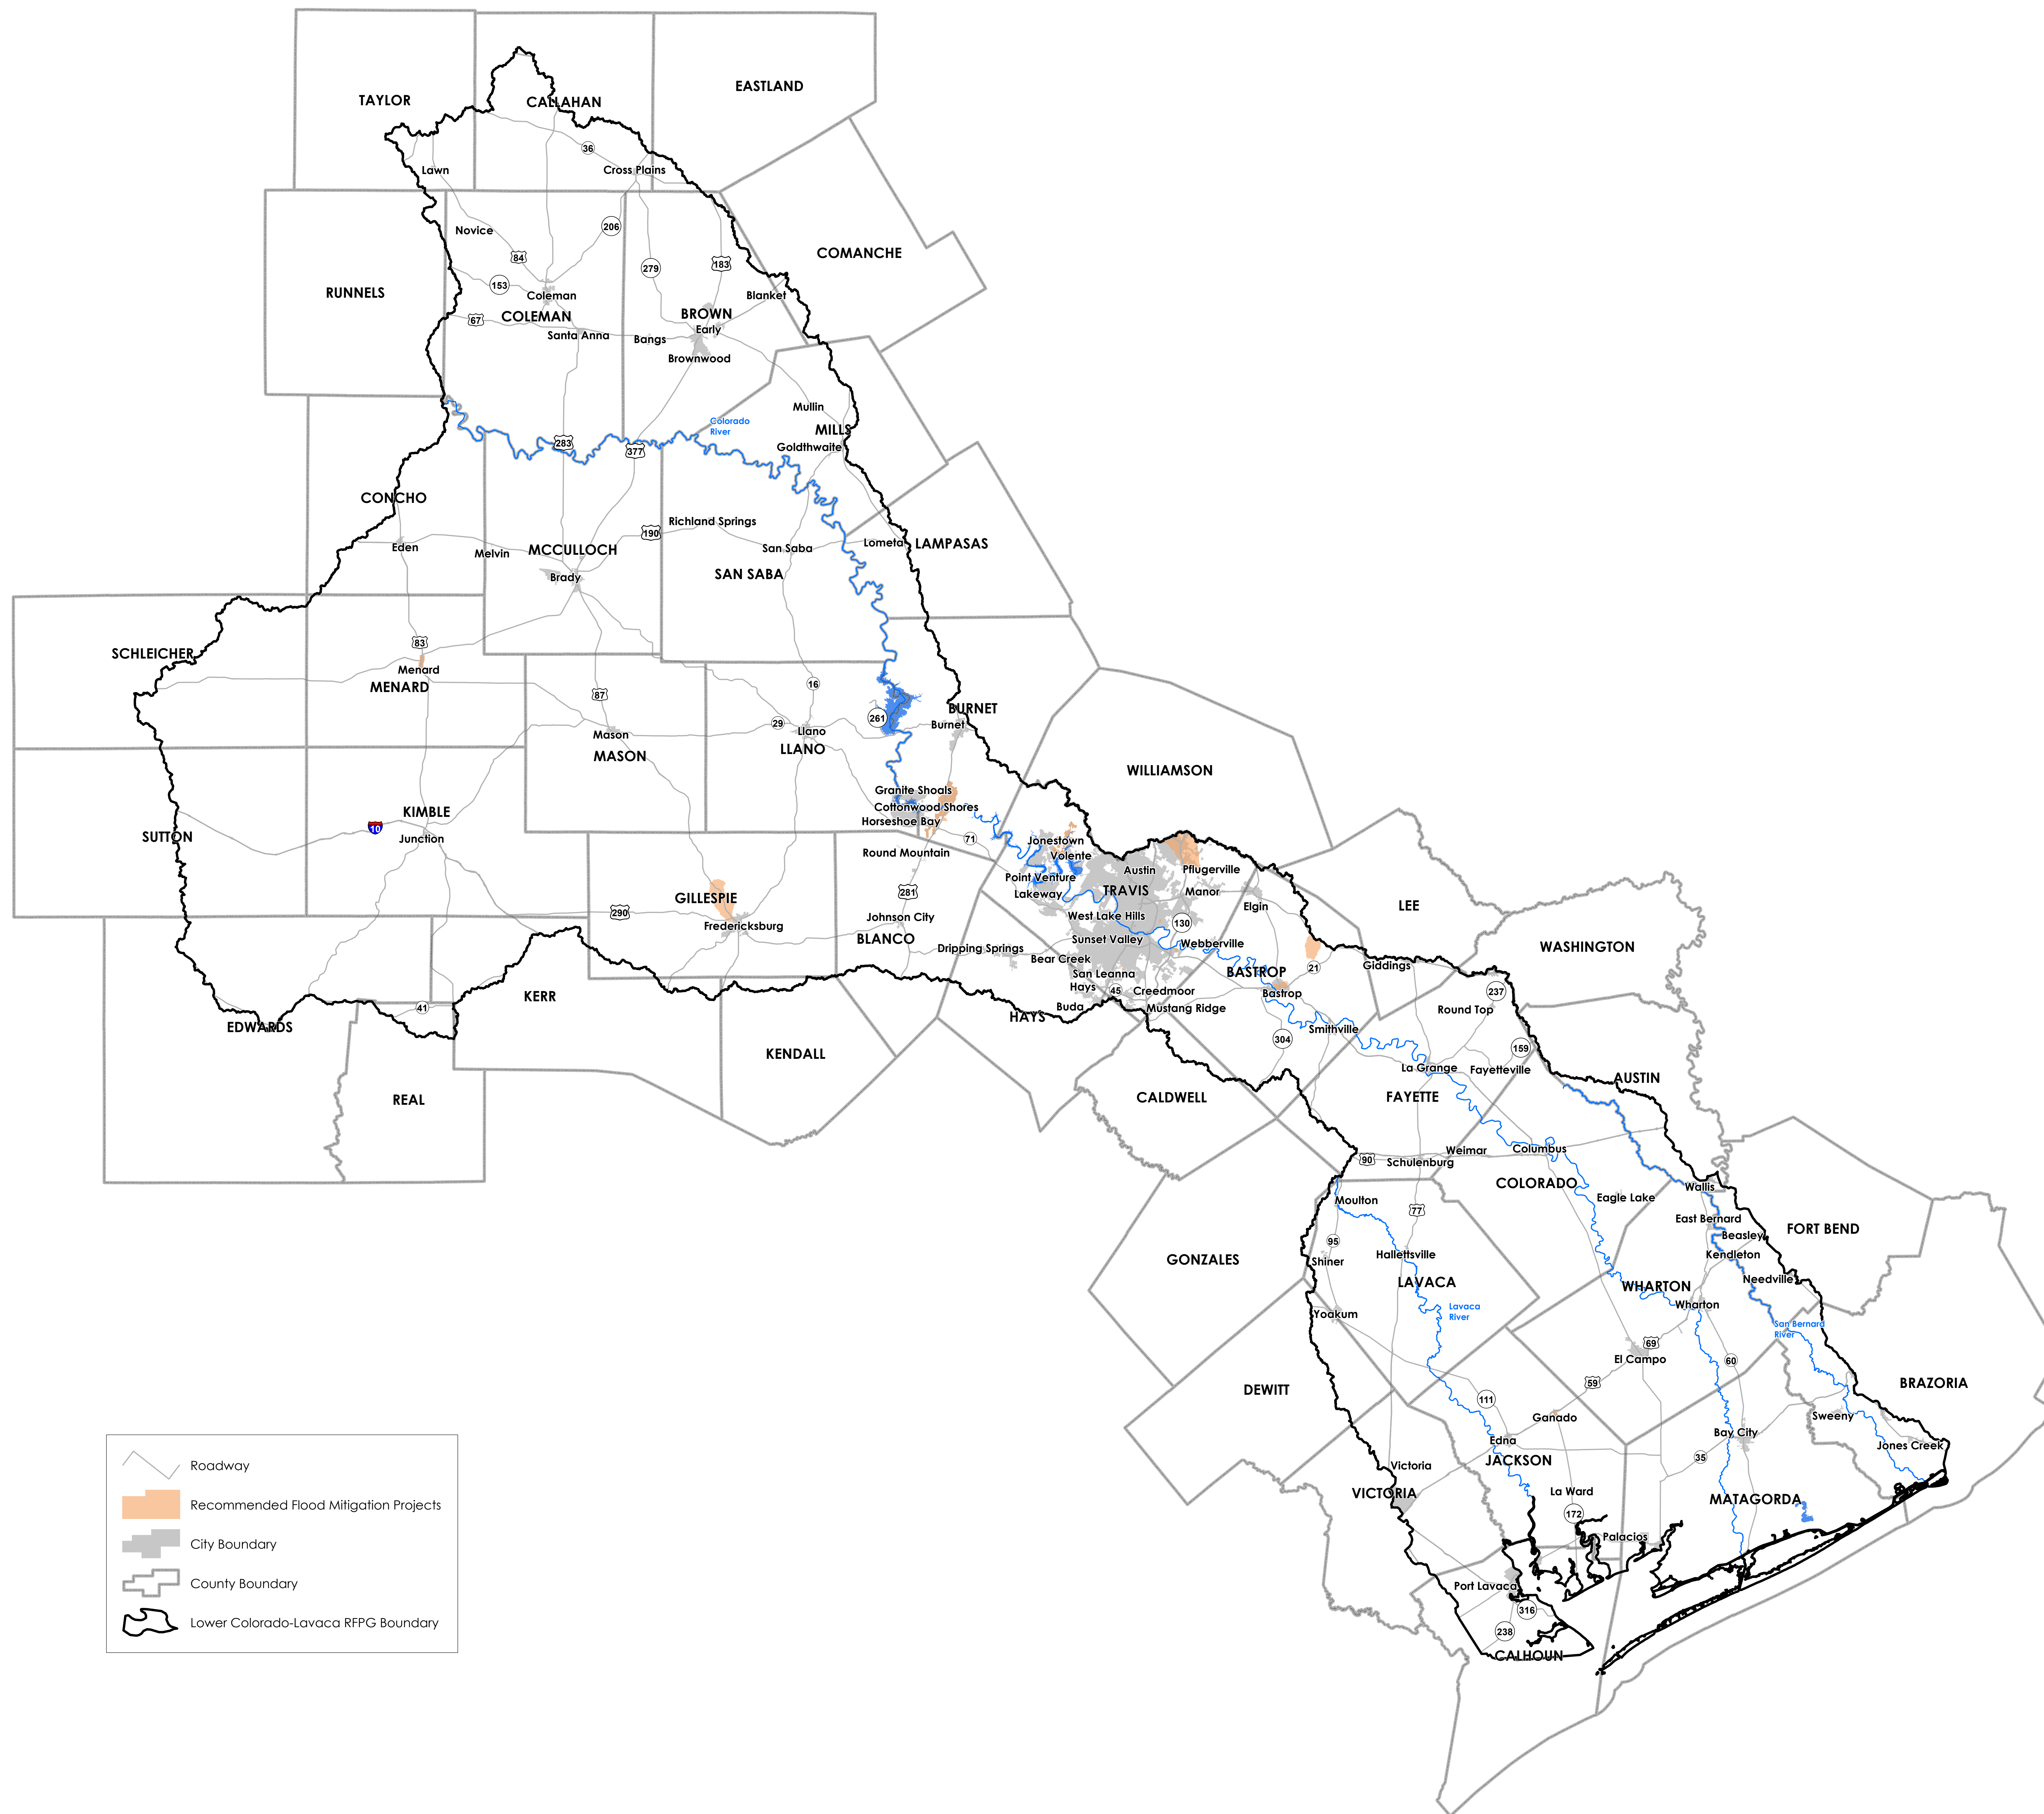 EASTLAND
TAYLOR
CALLAHAN
36
Lawn
Cross Plains
206
Novice
COMANCHE
84
279
183
153
RUNNELS
Coleman
Blanket
BROWN
COLEMAN
67
Early
Santa Anna
Bangs
Brownwood
Mullin
Colorado
River
MILLS
283
Goldthwaite
377
CONCHO
Richland Springs
190
LAMPASAS
Lometa
Eden
San Saba
MCCULLOCH
Melvin
SAN SABA
Brady
83
SCHLEICHER
Menard
MENARD
16
87
BURNET
261
29
Burnet
Llano
Mason
LLANO
MASON
WILLIAMSON
Granite Shoals
Cottonwood Shores
KIMBLE
Horseshoe Bay
10
SUTTON
Junction
71
Jonestown
Round Mountain
Volente
Austin
Pflugerville
Point Venture
TRAVIS
281
Manor
Lakeway
GILLESPIE
Elgin
LEE
290
West Lake Hills
Johnson City
130
Fredericksburg
BLANCO
Sunset Valley
Webberville
WASHINGTON
Dripping Springs
Bear Creek
Giddings
21
San Leanna
BASTROP
Hays
45
Creedmoor
Bastrop
237
KERR
41
Buda
Mustang Ridge
Round Top
HAYS
EDWARDS
Smithville
304
159
KENDALL
La Grange
Fayetteville
AUSTIN
REAL
CALDWELL
FAYETTE
Weimar
Columbus
90
Schulenburg
COLORADO
Wallis
Moulton
Eagle Lake
77
East Bernard
FORT BEND
Beasley
95
Hallettsville
Kendleton
GONZALES
Shiner
Needville
LAVACA
WHARTON
Wharton
Lavaca
River
Yoakum
San Bernard
River
69
El Campo
60
BRAZORIA
59
DEWITT
111
Ganado
Sweeny
Bay City
Edna
Jones Creek
35
JACKSON
Victoria
La Ward
VICTORIA
MATAGORDA
172
Palacios
Port Lavaca
316
238
CALHOUN
Roadway
Recommended Flood Mitigation Projects
City Boundary
County Boundary
Lower Colorado-Lavaca RFPG Boundary